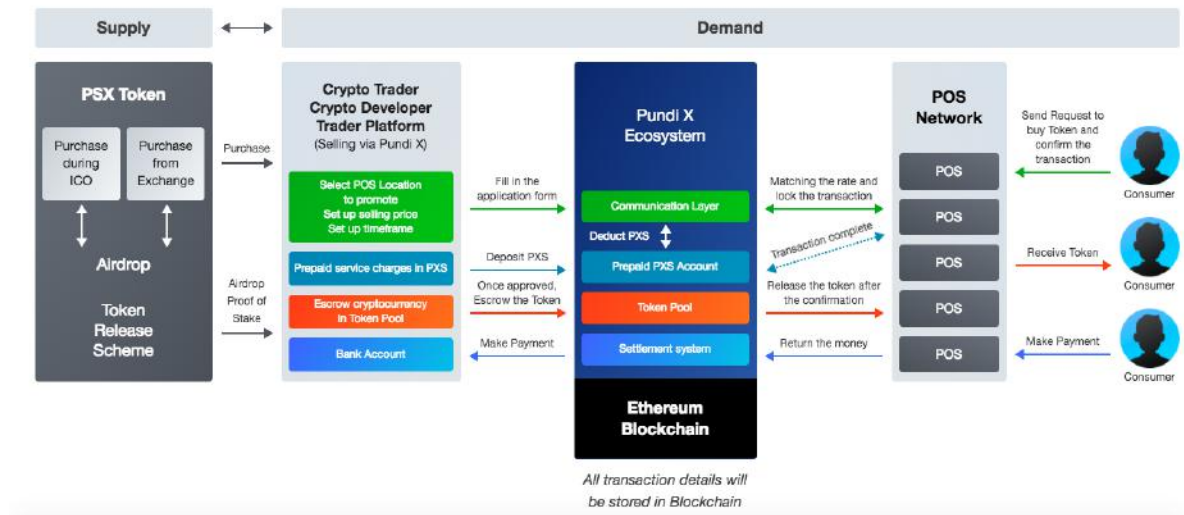 Supply
Demand
PSX Token
Purchase
during
ICO
Purchase
from
Exchange
Airdrop
Token
Release
Scheme
Purchase
Airdrop
Proof of
Stake
Crypto Trader
Crypto Developer
Trader Platform
(Selling via Pundi X)
Select POS Location
to promote
Set up selling price
Set up timeframe
Prepaid service charges in PXS
Escrow cryptocurrency
in Token Pool
Bank Account
Fill in the
application form
Deposit PXS
Once approved,
Escrow the Token
Make Payment
Pundi X
Ecosystem
Communication Layer
Deduct PXS
Prepaid PXS Account
Token Pool
Settlement system
Ethereum
Blockchain
All transaction details will
be stored in Blockchain
Matching the rate and
lock the transaction
Transaction complete
Release the token after
the confirmation
Return the money
POS
Network
POS
POS
POS
POS
POS
Send Request to
buy Token and
confirm the
transaction
Consumer
Receive Token
Consumer
Make Payment
Consumer